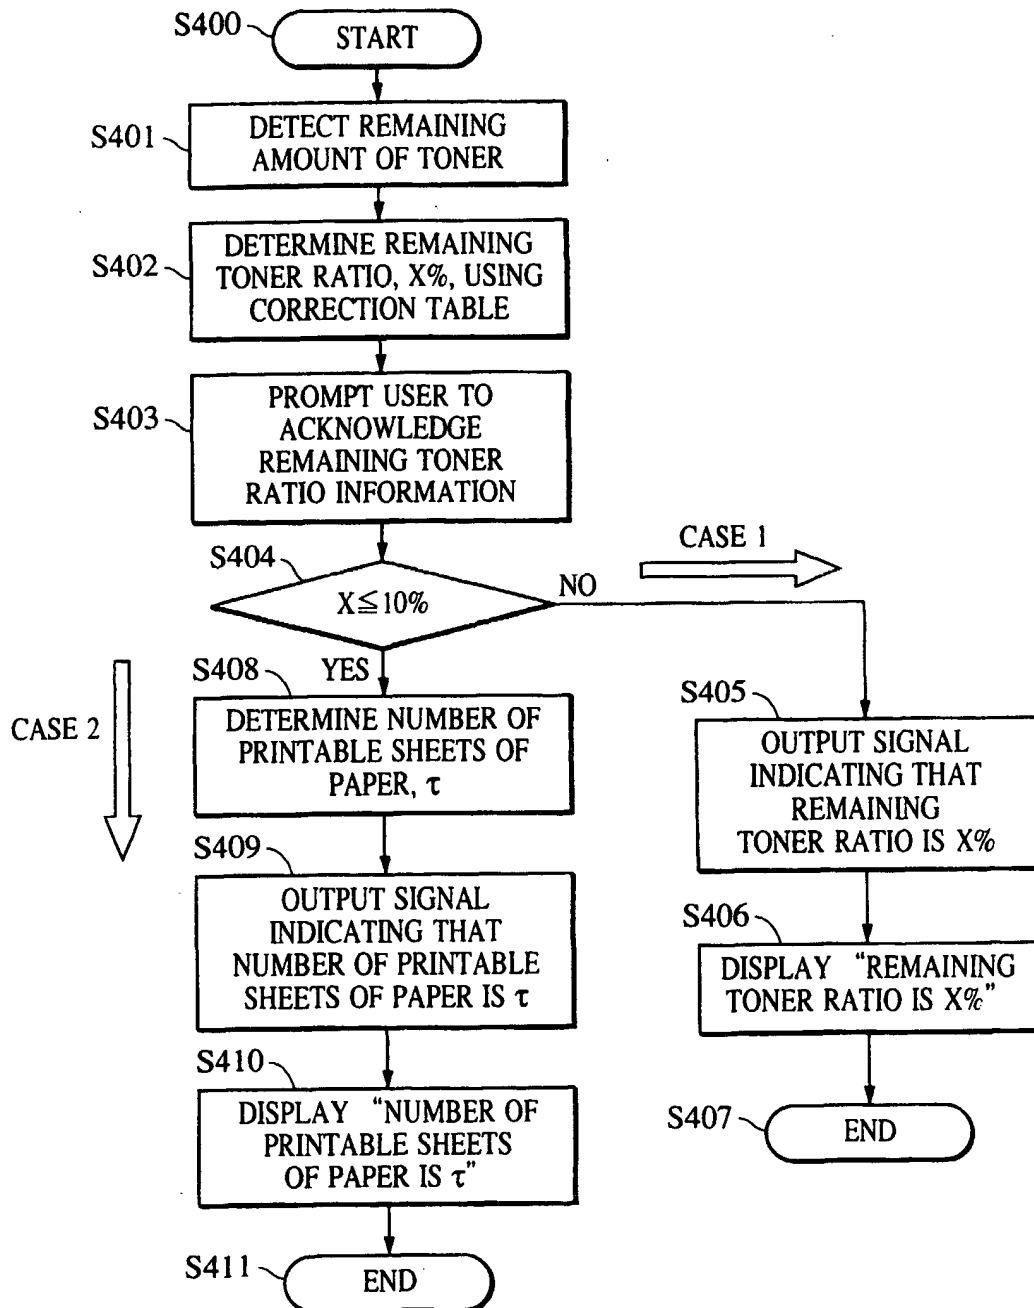 S400
START
S401
DETECT REMAINING
AMOUNT OF TONER
S402
DETERMINE REMAINING
TONER RATIO, X%, USING
CORRECTION TABLE
S403
PROMPT USER TO
ACKNOWLEDGE
REMAINING TONER
RATIO INFORMATION
S404
X≦10%
NO
CASE 1
YES
CASE 2
S408
DETERMINE NUMBER OF
PRINTABLE SHEETS OF
PAPER, τ
S409
OUTPUT SIGNAL
INDICATING THAT
NUMBER OF PRINTABLE
SHEETS OF PAPER IS τ
S410
DISPLAY “NUMBER OF
PRINTABLE SHEETS
OF PAPER IS τ”
S411
END
S405
OUTPUT SIGNAL
INDICATING THAT
REMAINING
TONER RATIO IS X%
S406
DISPLAY “REMAINING
TONER RATIO IS X%”
S407
END